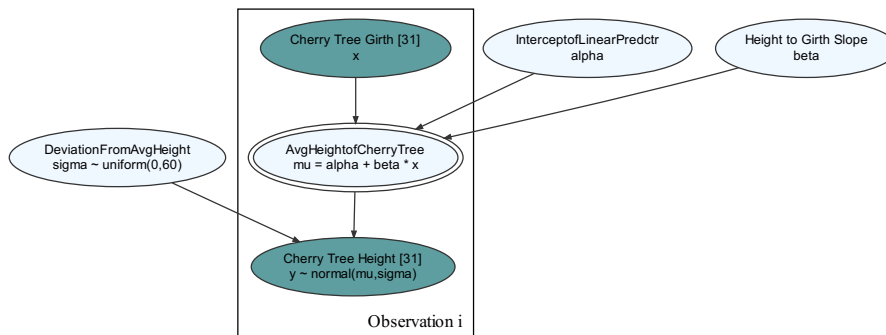 Cherry Tree Girth [31]
x
InterceptofLinearPredctr
alpha
Height to Girth Slope
beta
DeviationFromAvgHeight
sigma ~ uniform(0,60)
AvgHeightofCherryTree
mu = alpha + beta * x
Cherry Tree Height [31]
y ~ normal(mu,sigma)
Observation i